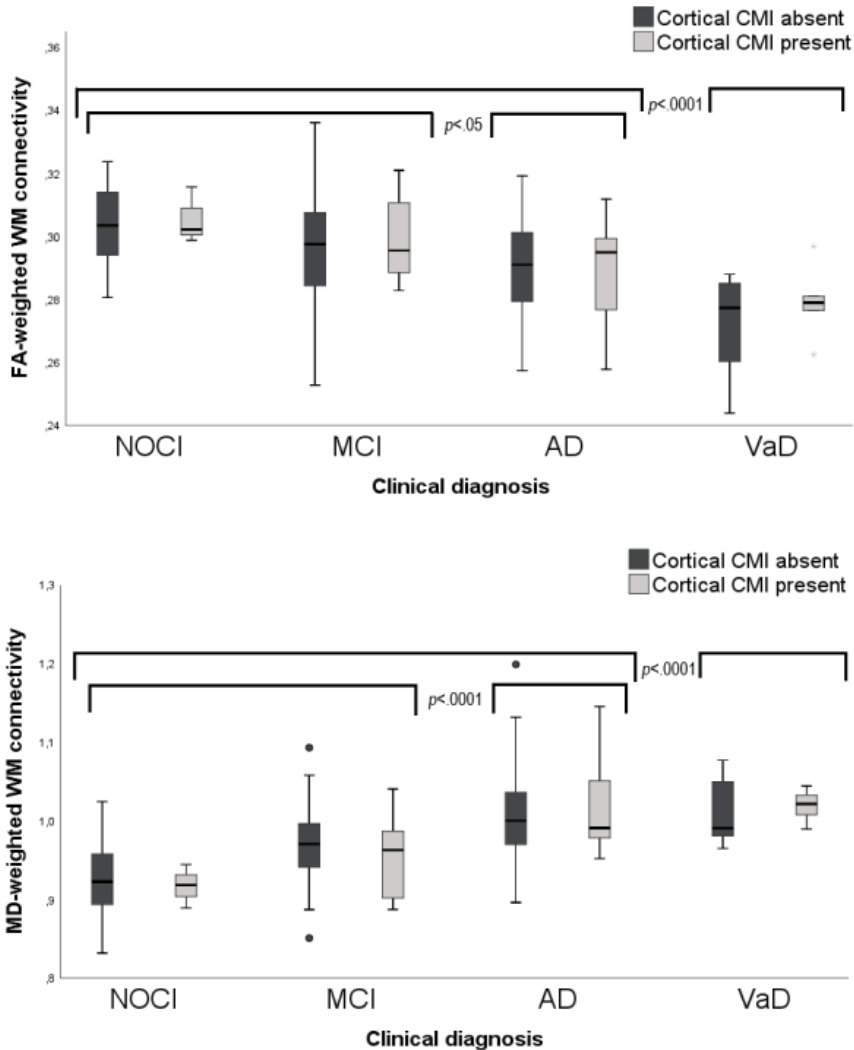 Cortical CMI absent
Cortical CMI present
,36
,34
,32
,30
,28
,26
,24
FA-weighted WM connectivity
p<.05
p<.0001
NOCI MCI AD VaD
Clinical diagnosis
Cortical CMI absent
Cortical CMI present
1,3
1,2
1,1
1,0
,9
,8
MD-weighted WM connectivity
p<.0001
p<.0001
NOCI MCI AD VaD
Clinical diagnosis